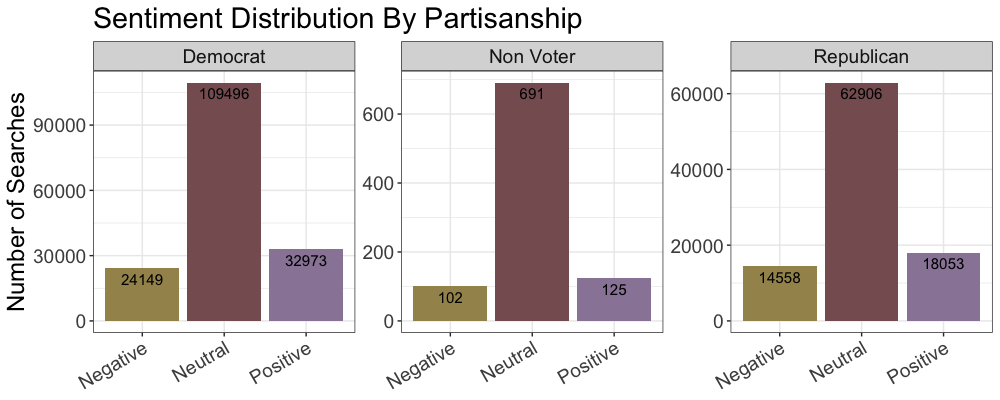 Sentiment Distribution By Partisanship
Democrat
Non Voter
Republican
Number of Searches
90000
60000
30000
0
109496
24149
32973
Negative
Neutral
Positive
600
400
200
0
691
102
125
Negative
Neutral
Positive
60000
40000
20000
0
62906
14558
18053
Negative
Neutral
Positive